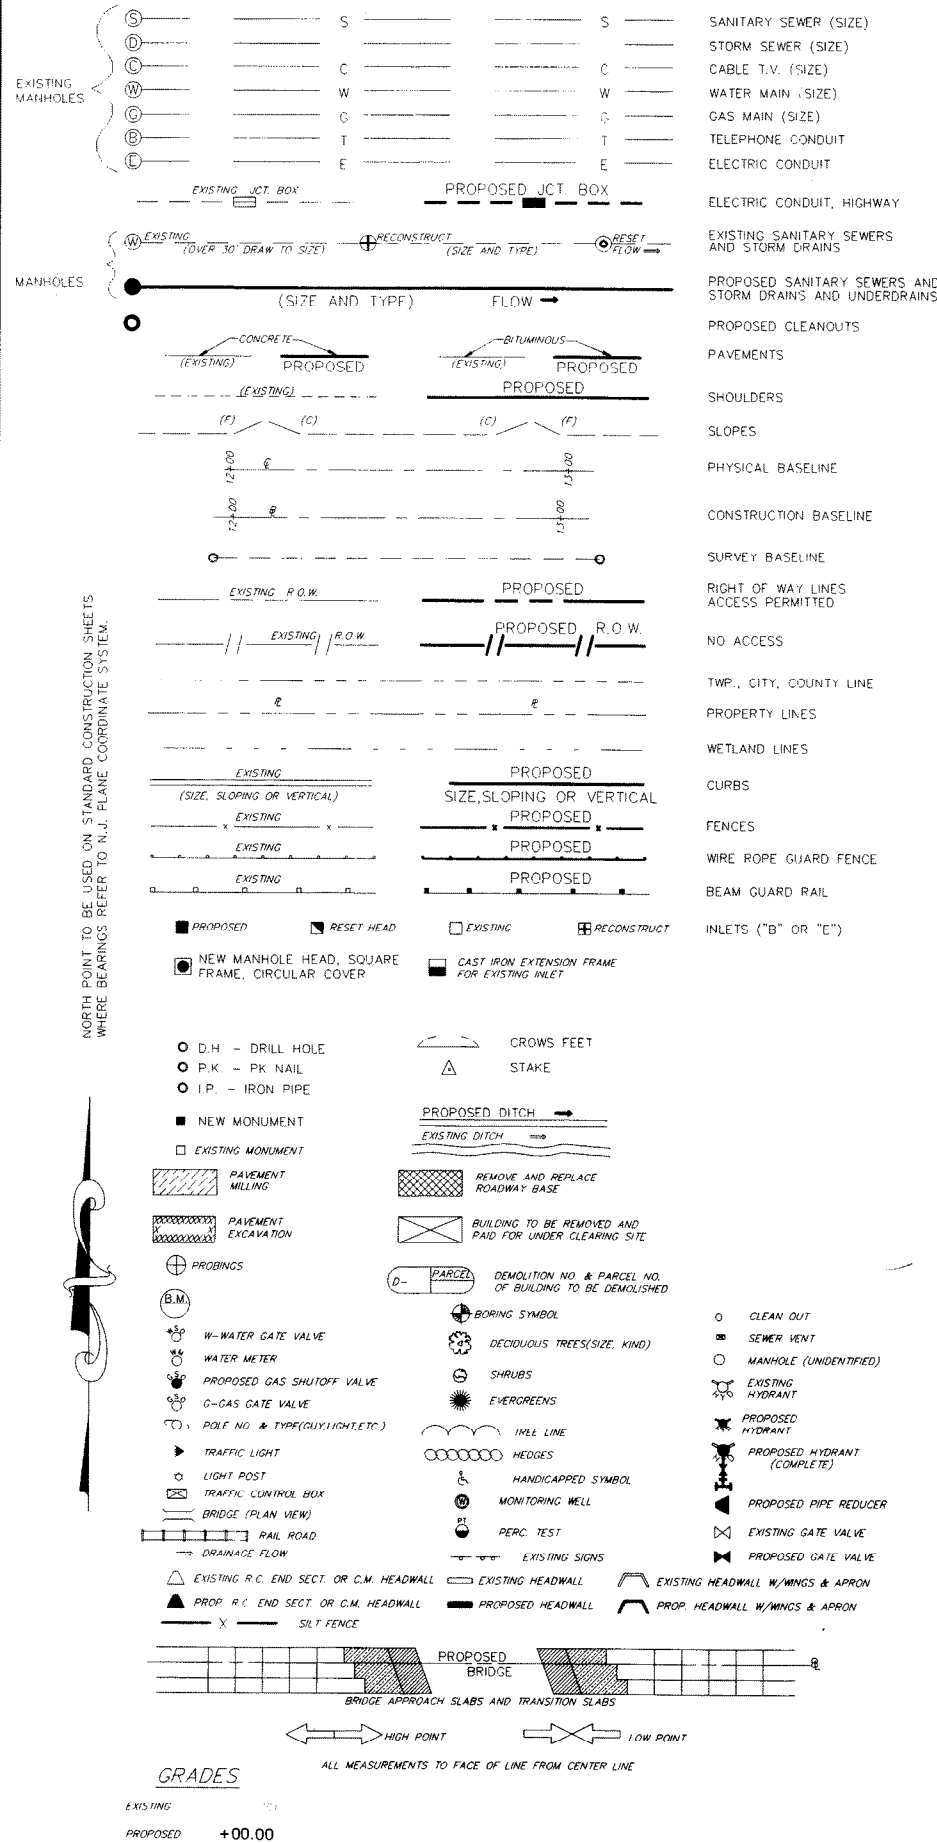 EXISTING
MANHOLES
S S S SANITARY SEWER (SIZE)
D STORM SEWER (SIZE)
C C C CABLE T.V. (SIZE)
W W W WATER MAIN (SIZE)
G G G GAS MAIN (SIZE)
B T T TELEPHONE CONDUIT
E E E ELECTRIC CONDUIT
EXISTING JCT. BOX PROPOSED JCT. BOX ELECTRIC CONDUIT, HIGHWAY
MANHOLES
W EXISTING RECONSTRUCT RESET EXISTING SANITARY SEWERS
(OVER 30" DRAW TO SIZE) (SIZE AND TYPE) FLOW AND STORM DRAINS
PROPOSED SANITARY SEWERS AND
(SIZE AND TYPE) FLOW STORM DRAINS AND UNDERDRAINS
PROPOSED CLEANOUTS
CONCRETE BITUMINOUS
(EXISTING) PROPOSED (EXISTING) PROPOSED PAVEMENTS
(EXISTING) PROPOSED SHOULDERS
(F) (C) (C) (F) SLOPES
12+00 13+00 PHYSICAL BASELINE
12+00 13+00 CONSTRUCTION BASELINE
SURVEY BASELINE
EXISTING R.O.W. PROPOSED RIGHT OF WAY LINES
ACCESS PERMITTED
EXISTING R.O.W. PROPOSED R.O.W. NO ACCESS
TWP., CITY, COUNTY LINE
PROPERTY LINES
WETLAND LINES
EXISTING PROPOSED CURBS
(SIZE, SLOPING OR VERTICAL) SIZE,SLOPING OR VERTICAL
EXISTING x x PROPOSED x x FENCES
EXISTING PROPOSED WIRE ROPE GUARD FENCE
EXISTING PROPOSED BEAM GUARD RAIL
PROPOSED RESET HEAD EXISTING RECONSTRUCT INLETS ("B" OR "E")
NEW MANHOLE HEAD, SQUARE
FRAME, CIRCULAR COVER
CAST IRON EXTENSION FRAME
FOR EXISTING INLET
NORTH POINT TO BE USED ON STANDARD CONSTRUCTION SHEETS
WHERE BEARINGS REFER TO N.J. PLANE COORDINATE SYSTEM.
D.H. - DRILL HOLE CROWS FEET
P.K. - PK NAIL STAKE
I.P. - IRON PIPE
NEW MONUMENT PROPOSED DITCH
EXISTING MONUMENT EXISTING DITCH
PAVEMENT
MILLING
REMOVE AND REPLACE
ROADWAY BASE
X X PAVEMENT
EXCAVATION
BUILDING TO BE REMOVED AND
PAID FOR UNDER CLEARING SITE
PROBINGS
D- PARCEL DEMOLITION NO. & PARCEL NO.
OF BUILDING TO BE DEMOLISHED
B.M.
BORING SYMBOL CLEAN OUT
W-WATER GATE VALVE DECIDUOUS TREES(SIZE, KIND) SEWER VENT
WATER METER MANHOLE (UNIDENTIFIED)
PROPOSED GAS SHUTOFF VALVE SHRUBS EXISTING
HYDRANT
G-GAS GATE VALVE EVERGREENS
POLE NO. & TYPE(GUY,LIGHT,ETC.) TREE LINE PROPOSED
HYDRANT
TRAFFIC LIGHT HEDGES PROPOSED HYDRANT
(COMPLETE)
LIGHT POST HANDICAPPED SYMBOL
TRAFFIC CONTROL BOX W MONITORING WELL PROPOSED PIPE REDUCER
BRIDGE (PLAN VIEW)
RAIL ROAD PT PERC. TEST EXISTING GATE VALVE
DRAINAGE FLOW EXISTING SIGNS PROPOSED GATE VALVE
EXISTING R.C. END SECT. OR C.M. HEADWALL EXISTING HEADWALL EXISTING HEADWALL W/WINGS & APRON
PROP. R.C. END SECT. OR C.M. HEADWALL PROPOSED HEADWALL PROP. HEADWALL W/WINGS & APRON
X SILT FENCE
PROPOSED
BRIDGE
BRIDGE APPROACH SLABS AND TRANSITION SLABS
HIGH POINT LOW POINT
ALL MEASUREMENTS TO FACE OF LINE FROM CENTER LINE
GRADES
EXISTING
PROPOSED +00.00